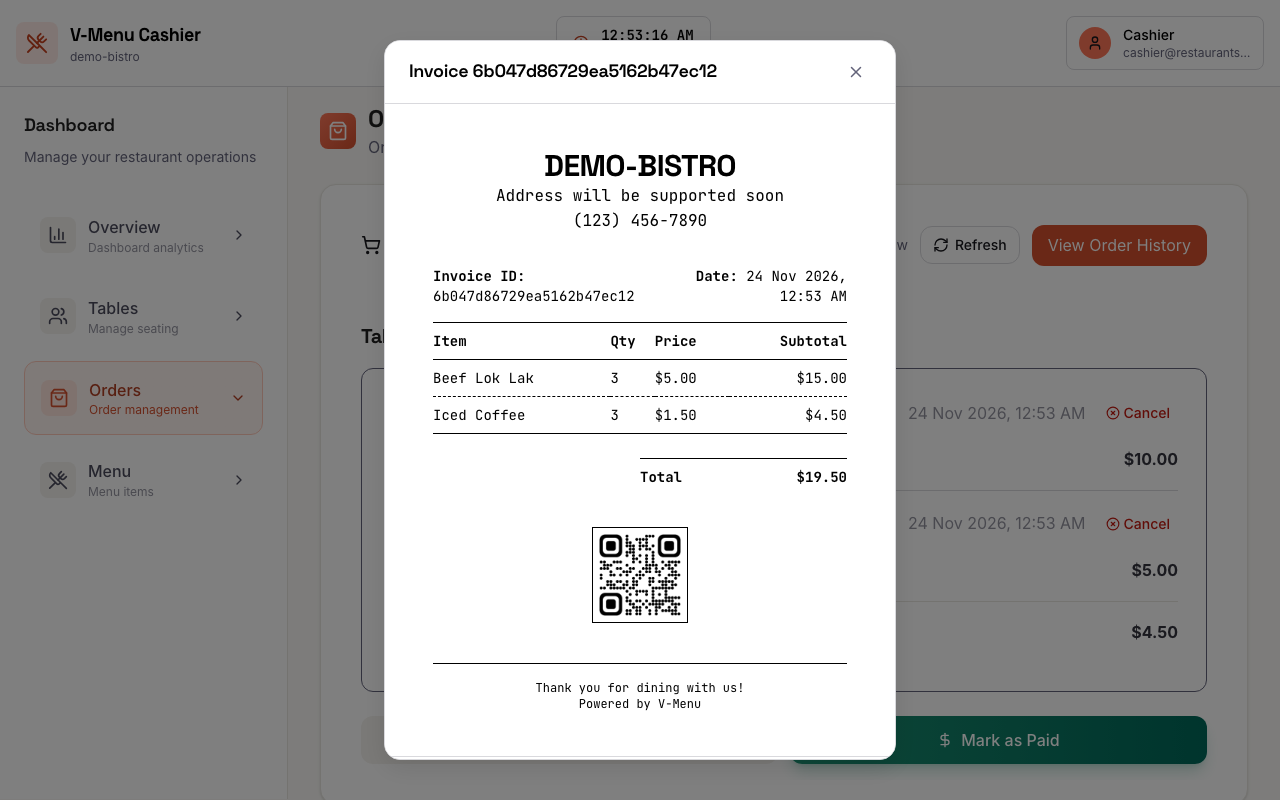 V-Menu Cashier
demo-bistro
12:53:16 AM
Cashier
cashier@restaurants...
Dashboard
Manage your restaurant operations
Overview
Dashboard analytics
Tables
Manage seating
Orders
Order management
Menu
Menu items
Refresh
View Order History
24 Nov 2026, 12:53 AM
Cancel
$10.00
24 Nov 2026, 12:53 AM
Cancel
$5.00
$4.50
$ Mark as Paid
Invoice 6b047d86729ea5162b47ec12
DEMO-BISTRO
Address will be supported soon
(123) 456-7890
Invoice ID:
6b047d86729ea5162b47ec12
Date: 24 Nov 2026,
12:53 AM
Item Qty Price Subtotal
Beef Lok Lak 3 $5.00 $15.00
Iced Coffee 3 $1.50 $4.50
Total $19.50
Thank you for dining with us!
Powered by V-Menu